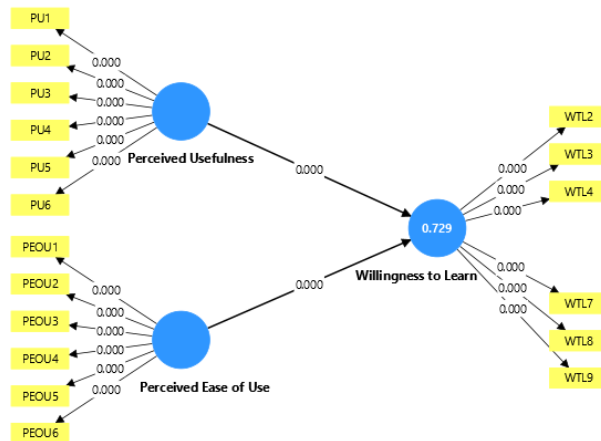 PU1
0.000
PU2
0.000
PU3
0.000
PU4
0.000
PU5
0.000
PU6
0.000
Perceived Usefulness
0.000
PEOU1
0.000
PEOU2
0.000
PEOU3
0.000
PEOU4
0.000
PEOU5
0.000
PEOU6
0.000
Perceived Ease of Use
0.000
0.729
Willingness to Learn
WTL2
0.000
WTL3
0.000
WTL4
0.000
WTL7
0.000
WTL8
0.000
WTL9
0.000